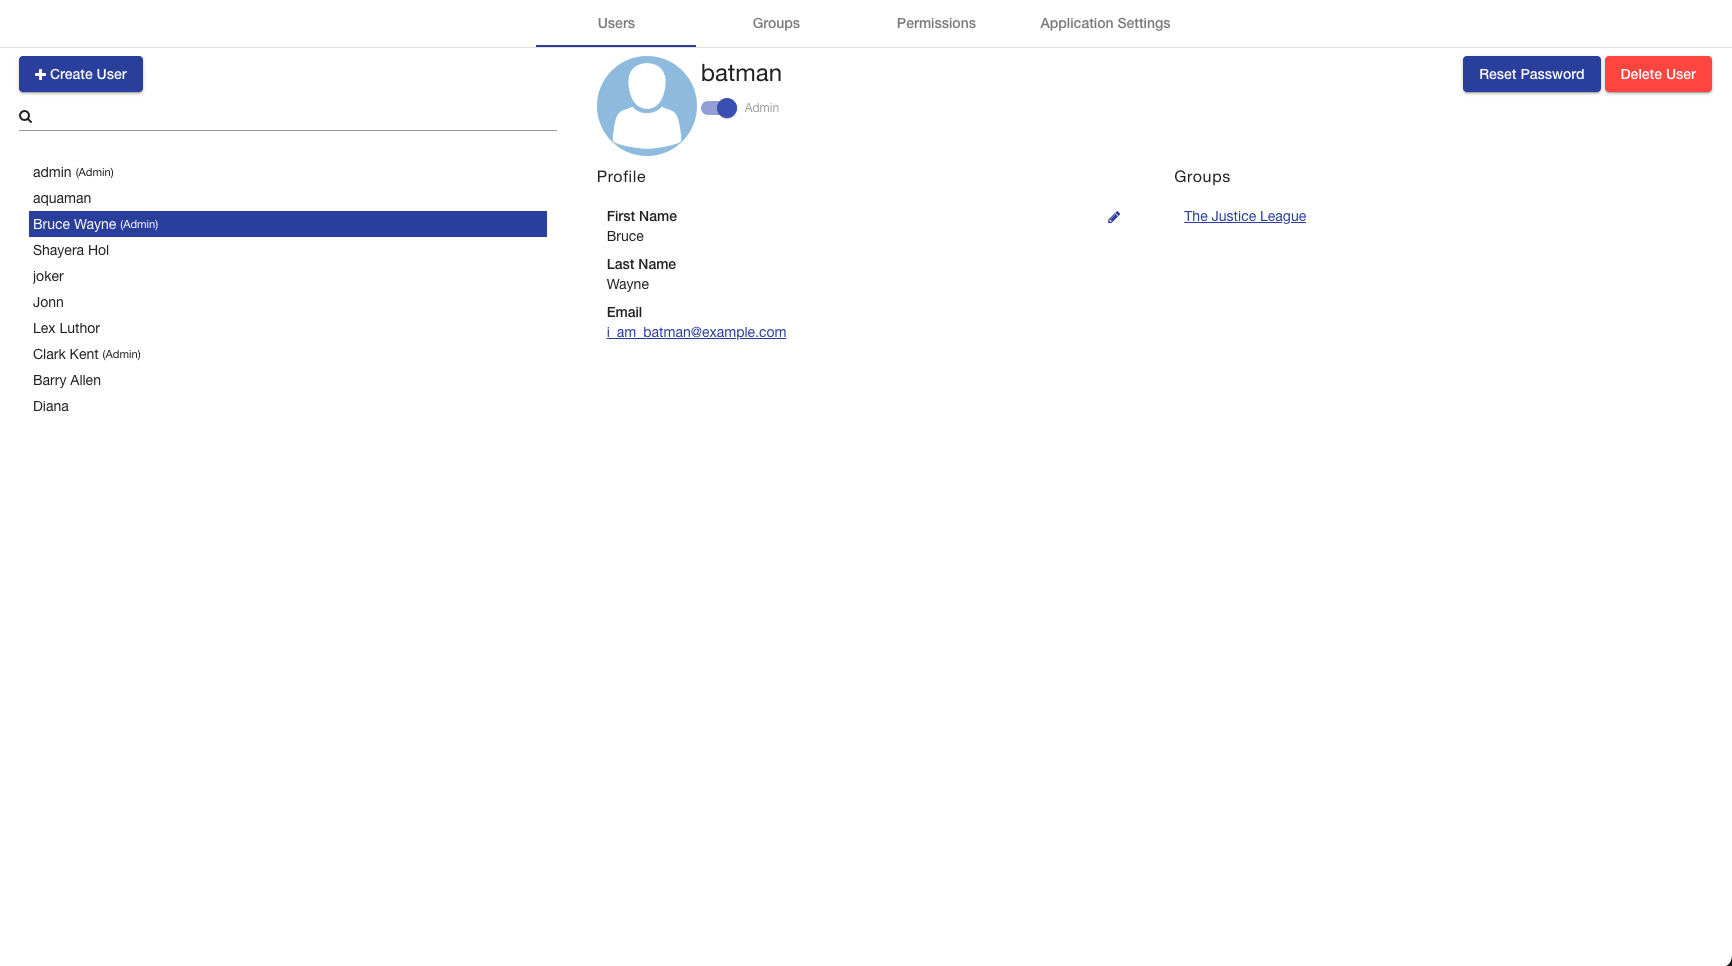 Users Groups Permissions Application Settings
Create User
admin (Admin)
aquaman
Bruce Wayne (Admin)
Shayera Hol
joker
Jonn
Lex Luthor
Clark Kent (Admin)
Barry Allen
Diana
batman
Admin
Reset Password Delete User
Profile
First Name
Bruce
Last Name
Wayne
Email
i_am_batman@example.com
Groups
The Justice League